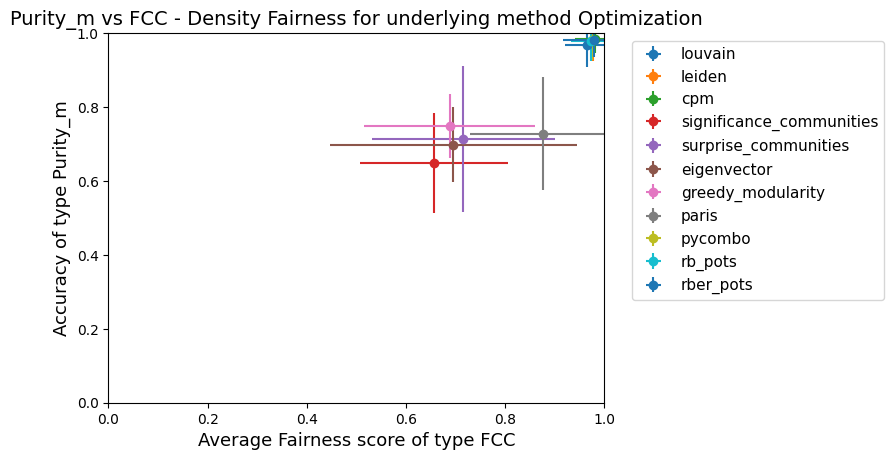 Purity_m vs FCC - Density Fairness for underlying method Optimization
Accuracy of type Purity_m
1.0
0.8
0.6
0.4
0.2
0.0
0.0 0.2 0.4 0.6 0.8 1.0
Average Fairness score of type FCC
louvain
leiden
cpm
significance_communities
surprise_communities
eigenvector
greedy_modularity
paris
pycombo
rb_pots
rber_pots